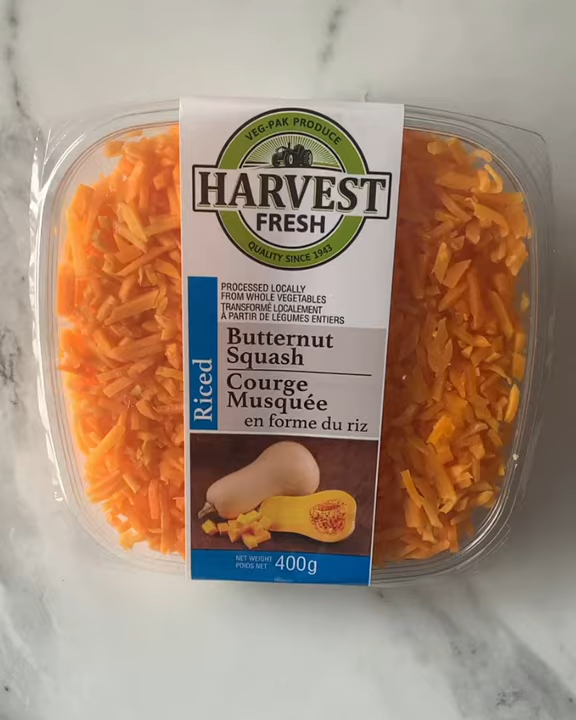 VEG-PAK PRODUCE
HARVEST
FRESH
QUALITY SINCE 1943
PROCESSED LOCALLY
FROM WHOLE VEGETABLES
TRANSFORMÉ LOCALEMENT
À PARTIR DE LÉGUMES ENTIERS
Riced
Butternut
Squash
Courge
Musquée
en forme du riz
NET WEIGHT
POIDS NET
400g